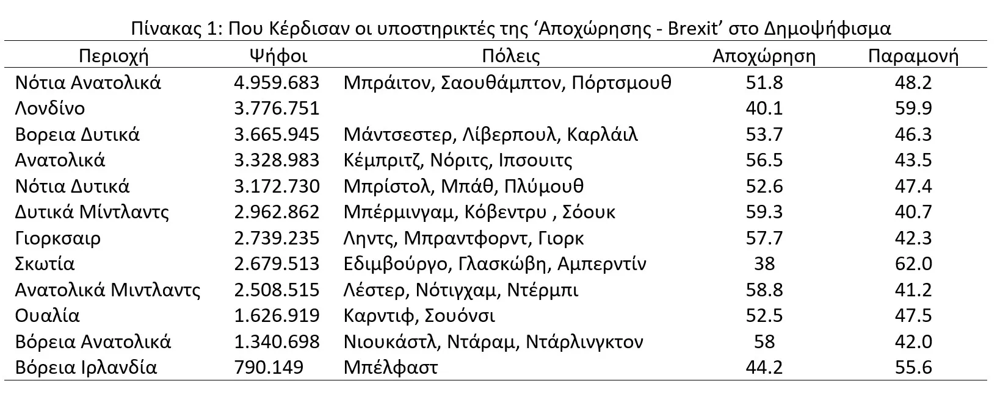 Πίνακας 1: Που Κέρδισαν οι υποστηρικτές της ‘Αποχώρησης - Brexit’ στο Δημοψήφισμα
Περιοχή Ψήφοι Πόλεις Αποχώρηση Παραμονή
Νότια Ανατολικά 4.959.683 Μπράιτον, Σαουθάμπτον, Πόρτσμουθ 51.8 48.2
Λονδίνο 3.776.751 40.1 59.9
Βορεια Δυτικά 3.665.945 Μάντσεστερ, Λίβερπουλ, Καρλάιλ 53.7 46.3
Ανατολικά 3.328.983 Κέμπριτζ, Νόριτς, Ιπσουιτς 56.5 43.5
Νότια Δυτικά 3.172.730 Μπρίστολ, Μπάθ, Πλύμουθ 52.6 47.4
Δυτικά Μίντλαντς 2.962.862 Μπέρμινγαμ, Κόβεντρυ , Σόουκ 59.3 40.7
Γιορκσαιρ 2.739.235 Ληντς, Μπραντφορντ, Γιορκ 57.7 42.3
Σκωτία 2.679.513 Εδιμβούργο, Γλασκώβη, Αμπερντίν 38 62.0
Ανατολικά Μιντλαντς 2.508.515 Λέστερ, Νότιγχαμ, Ντέρμπι 58.8 41.2
Ουαλία 1.626.919 Καρντιφ, Σουόνσι 52.5 47.5
Βόρεια Ανατολικά 1.340.698 Νιουκάστλ, Ντάραμ, Ντάρλινγκτον 58 42.0
Βόρεια Ιρλανδία 790.149 Μπέλφαστ 44.2 55.6